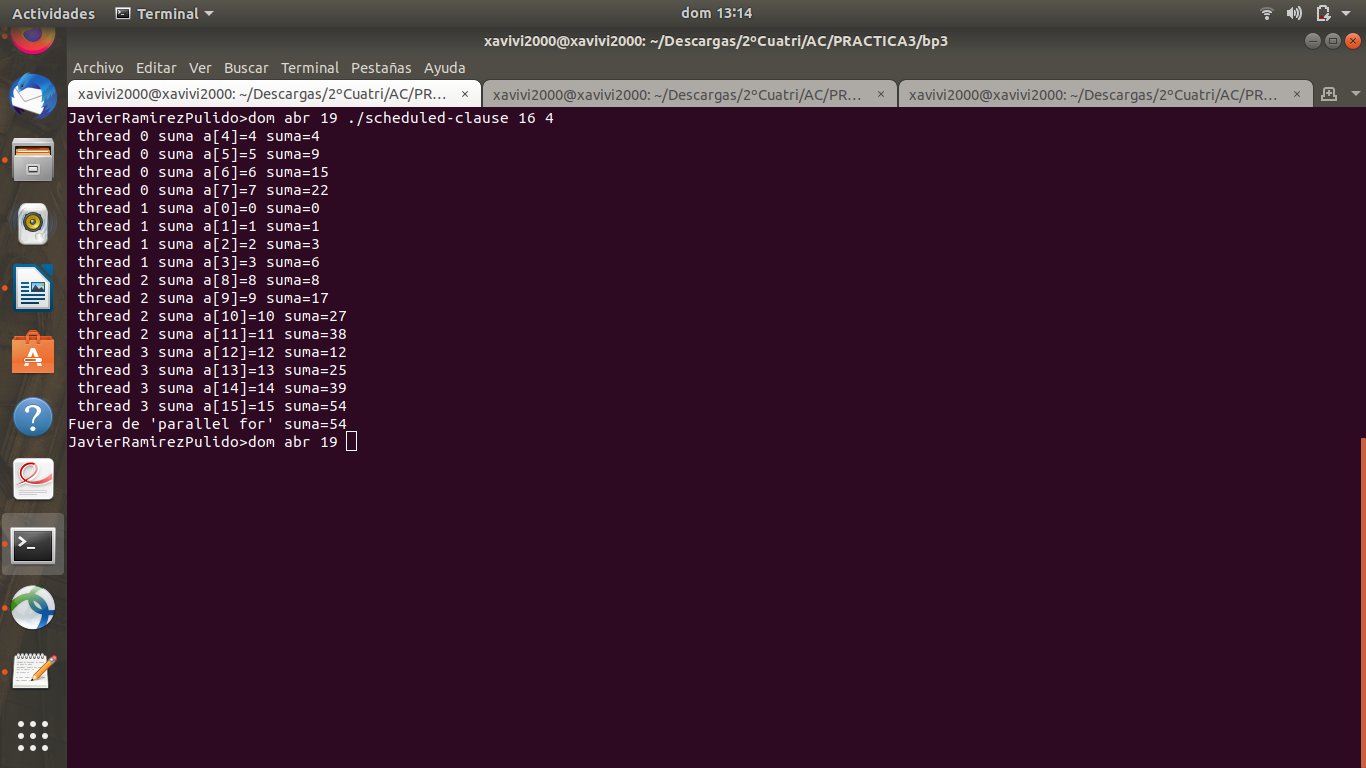 Actividades Terminal dom 13:14
xavivi2000@xavivi2000: ~/Descargas/2ºCuatri/AC/PRACTICA3/bp3
Archivo Editar Ver Buscar Terminal Pestañas Ayuda
xavivi2000@xavivi2000: ~/Descargas/2ºCuatri/AC/PR... × xavivi2000@xavivi2000: ~/Descargas/2ºCuatri/AC/PR... × xavivi2000@xavivi2000: ~/Descargas/2ºCuatri/AC/PR... ×
JavierRamirezPulido>dom abr 19 ./scheduled-clause 16 4
thread 0 suma a[4]=4 suma=4
thread 0 suma a[5]=5 suma=9
thread 0 suma a[6]=6 suma=15
thread 0 suma a[7]=7 suma=22
thread 1 suma a[0]=0 suma=0
thread 1 suma a[1]=1 suma=1
thread 1 suma a[2]=2 suma=3
thread 1 suma a[3]=3 suma=6
thread 2 suma a[8]=8 suma=8
thread 2 suma a[9]=9 suma=17
thread 2 suma a[10]=10 suma=27
thread 2 suma a[11]=11 suma=38
thread 3 suma a[12]=12 suma=12
thread 3 suma a[13]=13 suma=25
thread 3 suma a[14]=14 suma=39
thread 3 suma a[15]=15 suma=54
Fuera de 'parallel for' suma=54
JavierRamirezPulido>dom abr 19